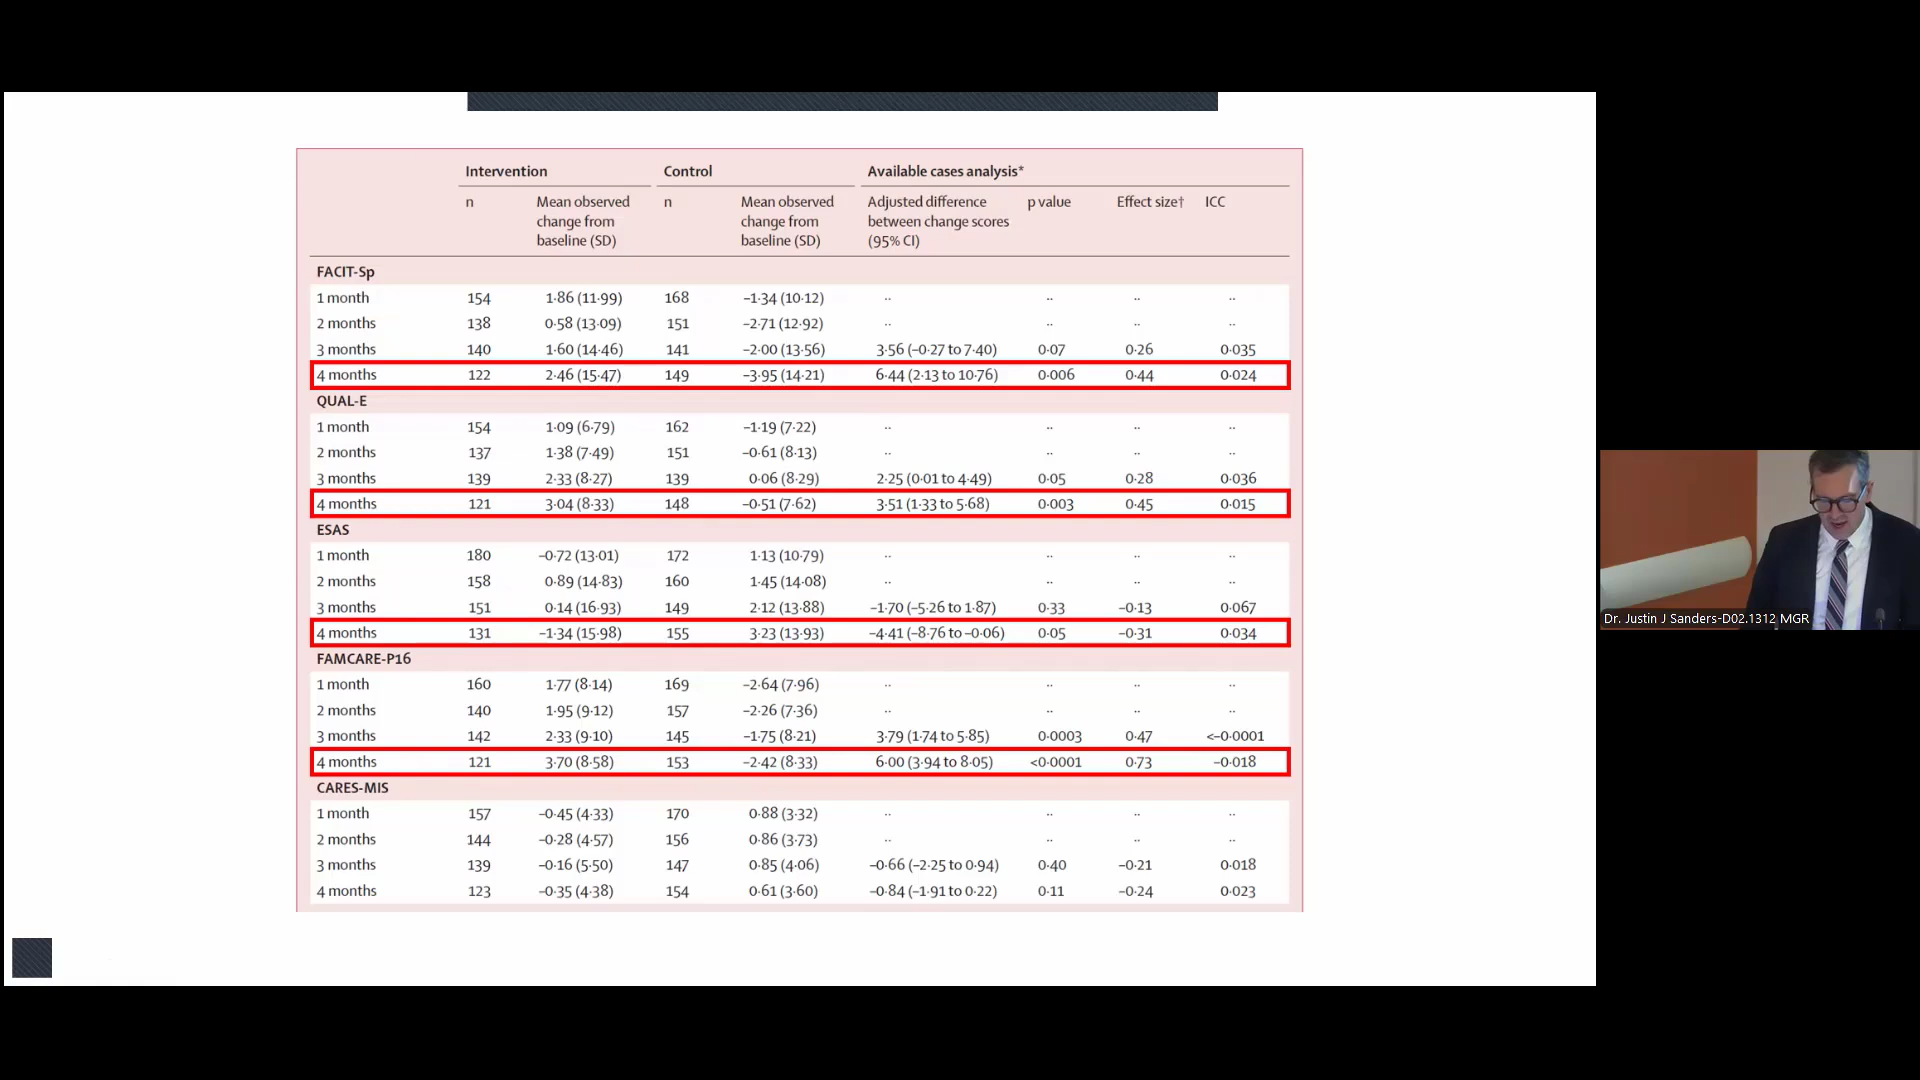 Intervention Control Available cases analysis*
n Mean observed change from baseline (SD) n Mean observed change from baseline (SD) Adjusted difference between change scores (95% CI) p value Effect size† ICC
FACIT-Sp
1 month 154 1·86 (11·99) 168 –1·34 (10·12) ·· ·· ·· ··
2 months 138 0·58 (13·09) 151 –2·71 (12·92) ·· ·· ·· ··
3 months 140 1·60 (14·46) 141 –2·00 (13·56) 3·56 (–0·27 to 7·40) 0·07 0·26 0·035
4 months 122 2·46 (15·47) 149 –3·95 (14·21) 6·44 (2·13 to 10·76) 0·006 0·44 0·024
QUAL-E
1 month 154 1·09 (6·79) 162 –1·19 (7·22) ·· ·· ·· ··
2 months 137 1·38 (7·49) 151 –0·61 (8·13) ·· ·· ·· ··
3 months 139 2·33 (8·27) 139 0·06 (8·29) 2·25 (0·01 to 4·49) 0·05 0·28 0·036
4 months 121 3·04 (8·33) 148 –0·51 (7·62) 3·51 (1·33 to 5·68) 0·003 0·45 0·015
ESAS
1 month 180 –0·72 (13·01) 172 1·13 (10·79) ·· ·· ·· ··
2 months 158 0·89 (14·83) 160 1·45 (14·08) ·· ·· ·· ··
3 months 151 0·14 (16·93) 149 2·12 (13·88) –1·70 (–5·26 to 1·87) 0·33 –0·13 0·067
4 months 131 –1·34 (15·98) 155 3·23 (13·93) –4·41 (–8·76 to –0·06) 0·05 –0·31 0·034
FAMCARE-P16
1 month 160 1·77 (8·14) 169 –2·64 (7·96) ·· ·· ·· ··
2 months 140 1·95 (9·12) 157 –2·26 (7·36) ·· ·· ·· ··
3 months 142 2·33 (9·10) 145 –1·75 (8·21) 3·79 (1·74 to 5·85) 0·0003 0·47 <–0·0001
4 months 121 3·70 (8·58) 153 –2·42 (8·33) 6·00 (3·94 to 8·05) <0·0001 0·73 –0·018
CARES-MIS
1 month 157 –0·45 (4·33) 170 0·88 (3·32) ·· ·· ·· ··
2 months 144 –0·28 (4·57) 156 0·86 (3·73) ·· ·· ·· ··
3 months 139 –0·16 (5·50) 147 0·85 (4·06) –0·66 (–2·25 to 0·94) 0·40 –0·21 0·018
4 months 123 –0·35 (4·38) 154 0·61 (3·60) –0·84 (–1·91 to 0·22) 0·11 –0·24 0·023
Dr. Justin J Sanders-D02.1312 MGR